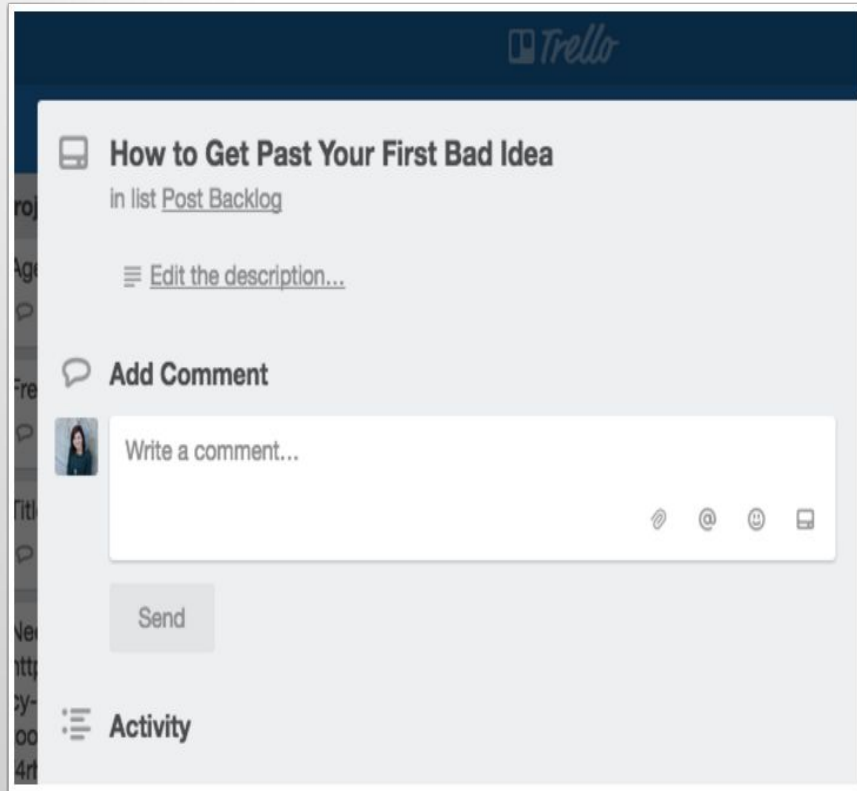 Trello
How to Get Past Your First Bad Idea
in list Post Backlog
Edit the description...
Add Comment
Write a comment...
@
Send
Activity